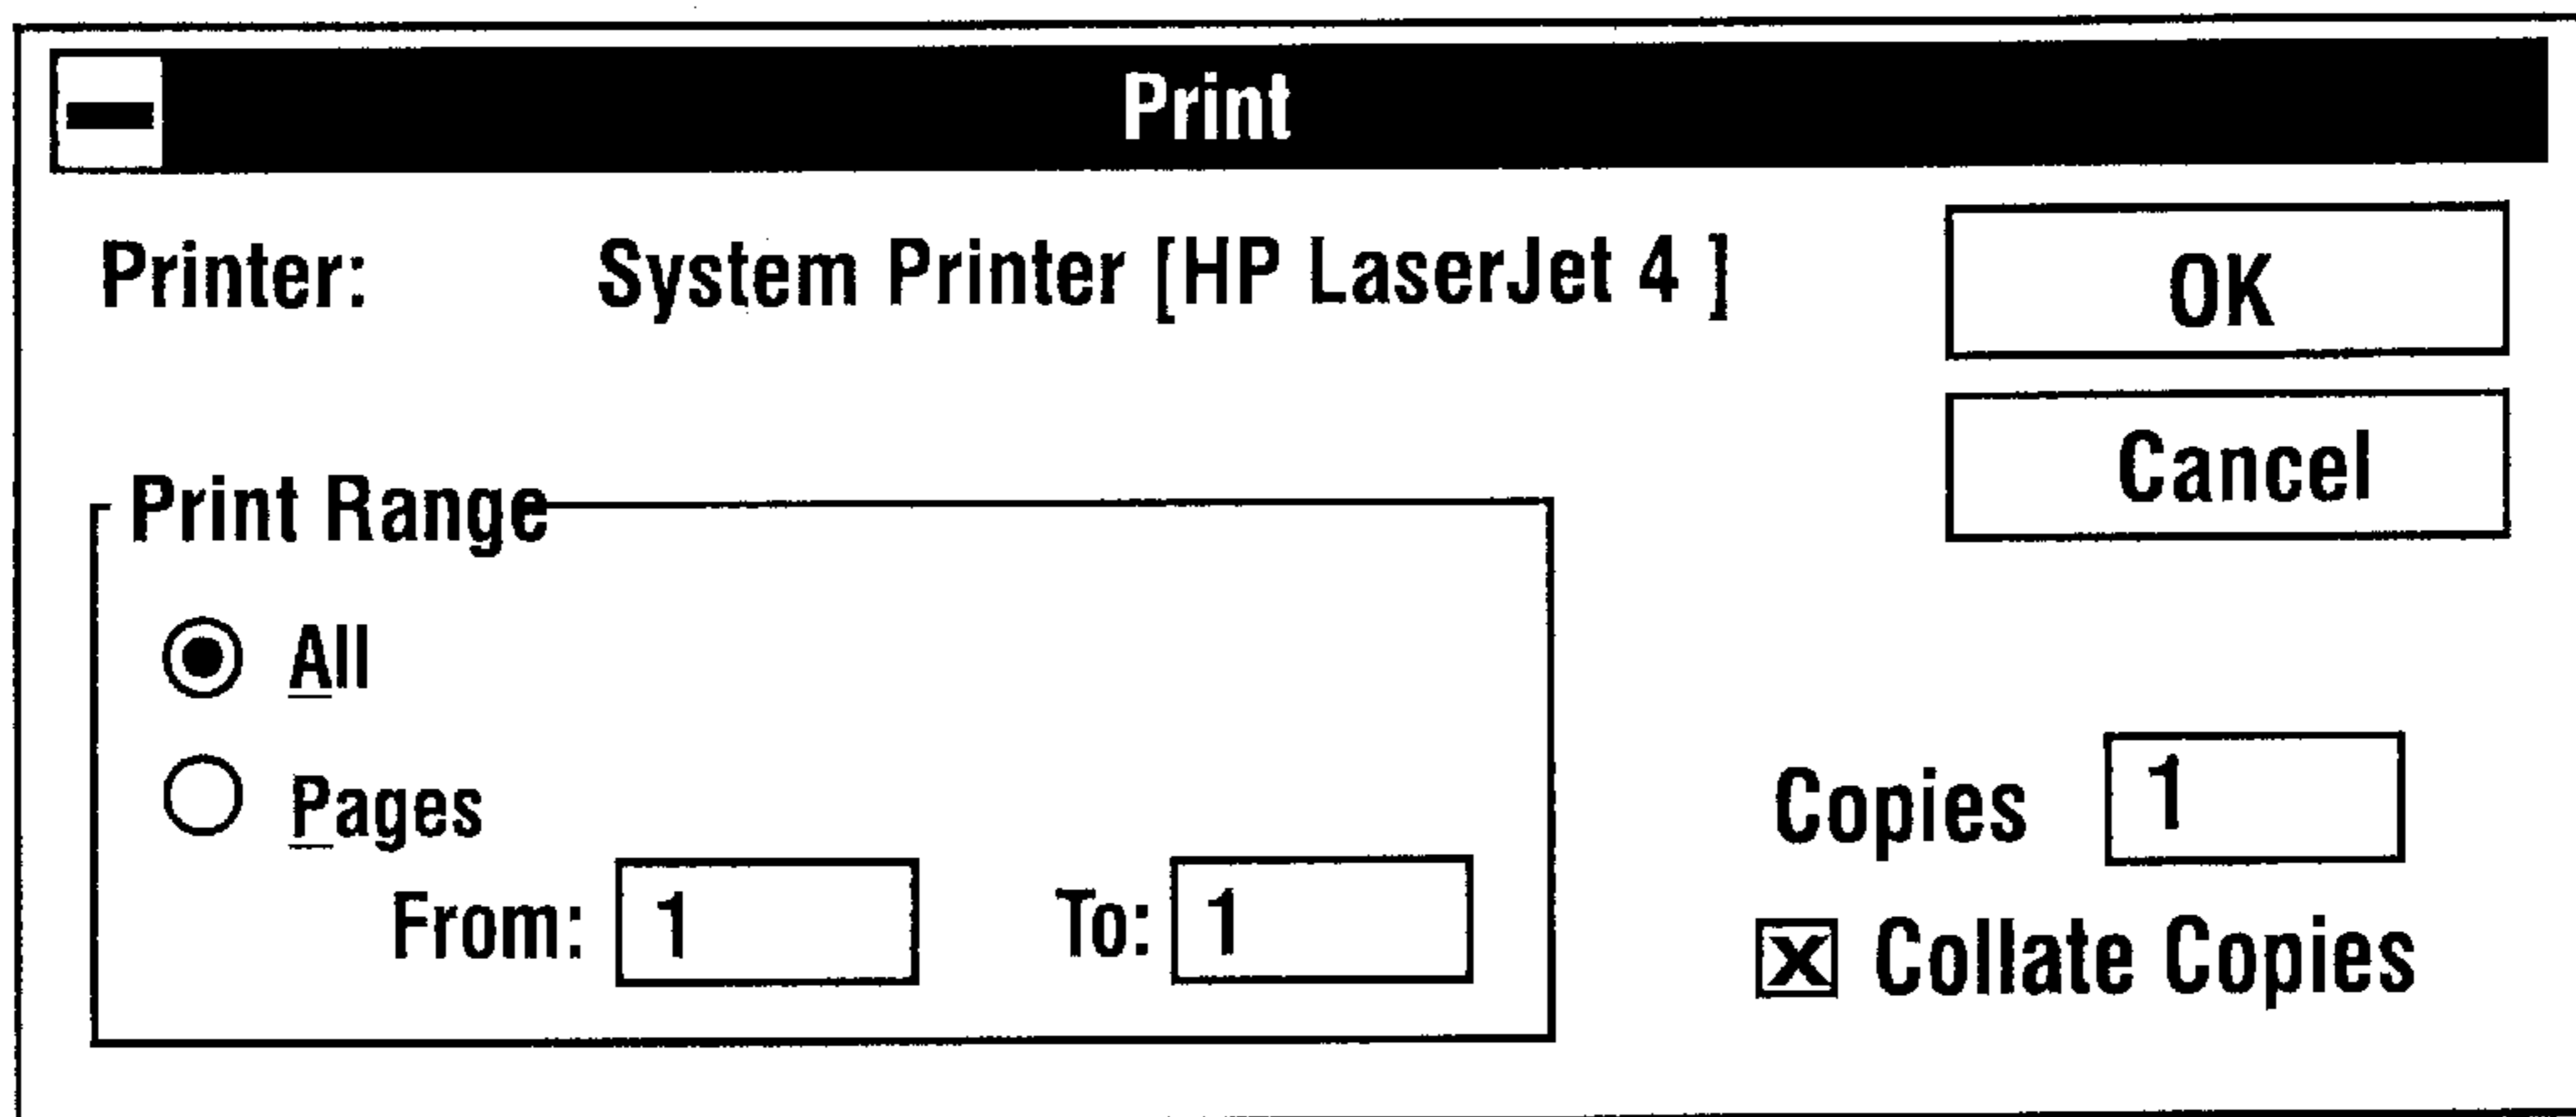 Print
Printer: System Printer [HP LaserJet 4 ]
OK
Cancel
Print Range
All
Pages
From: 1 To: 1
Copies 1
X Collate Copies